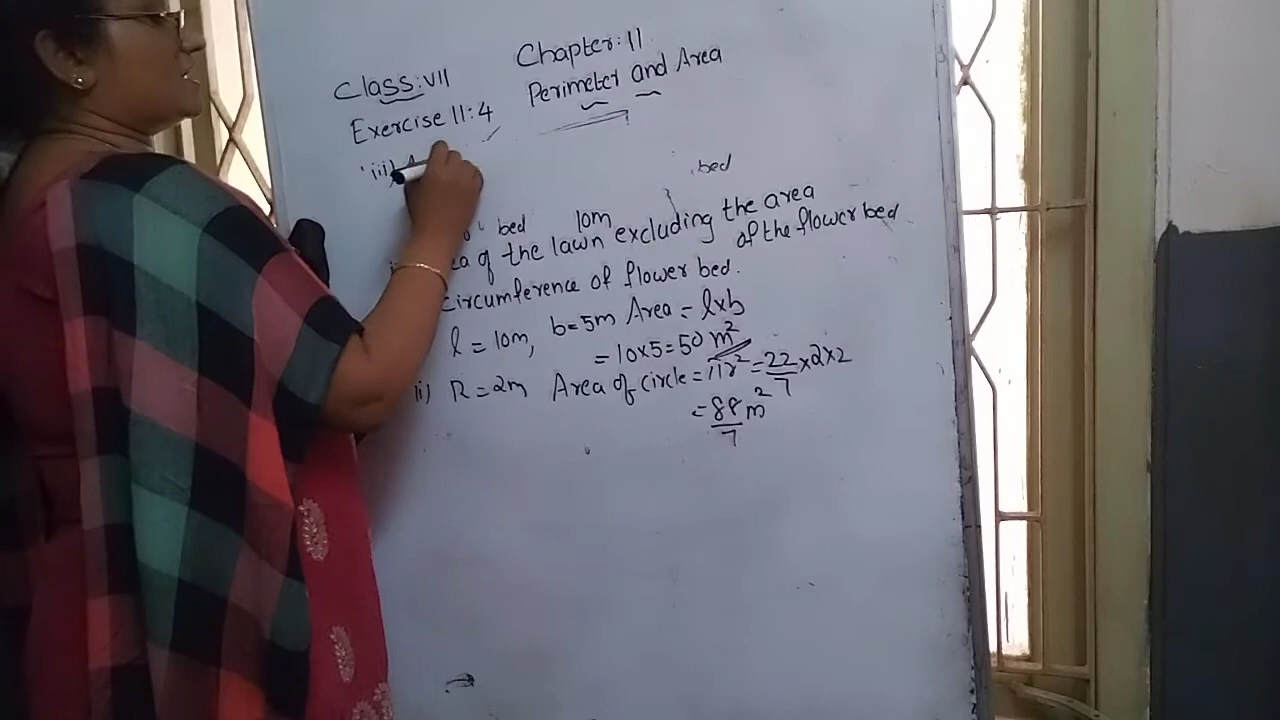 Chapter:11
Class:VII
Perimeter and Area
Exercise 11:4
iii)
bed
bed 10m
of the lawn excluding the area
of the flower bed
circumference of flower bed.
l = 10m, b=5m Area = l×b
= 10×5=50 m²
ii) R=2m Area of circle = πr² = 22/7 ×2×2
= 88/7 m²